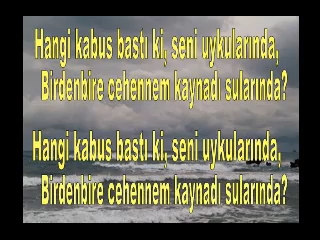 Hangi kabus bastı ki, seni uykularında,
Birdenbire cehennem kaynadı sularında?
Hangi kabus bastı ki, seni uykularında,
Birdenbire cehennem kaynadı sularında?